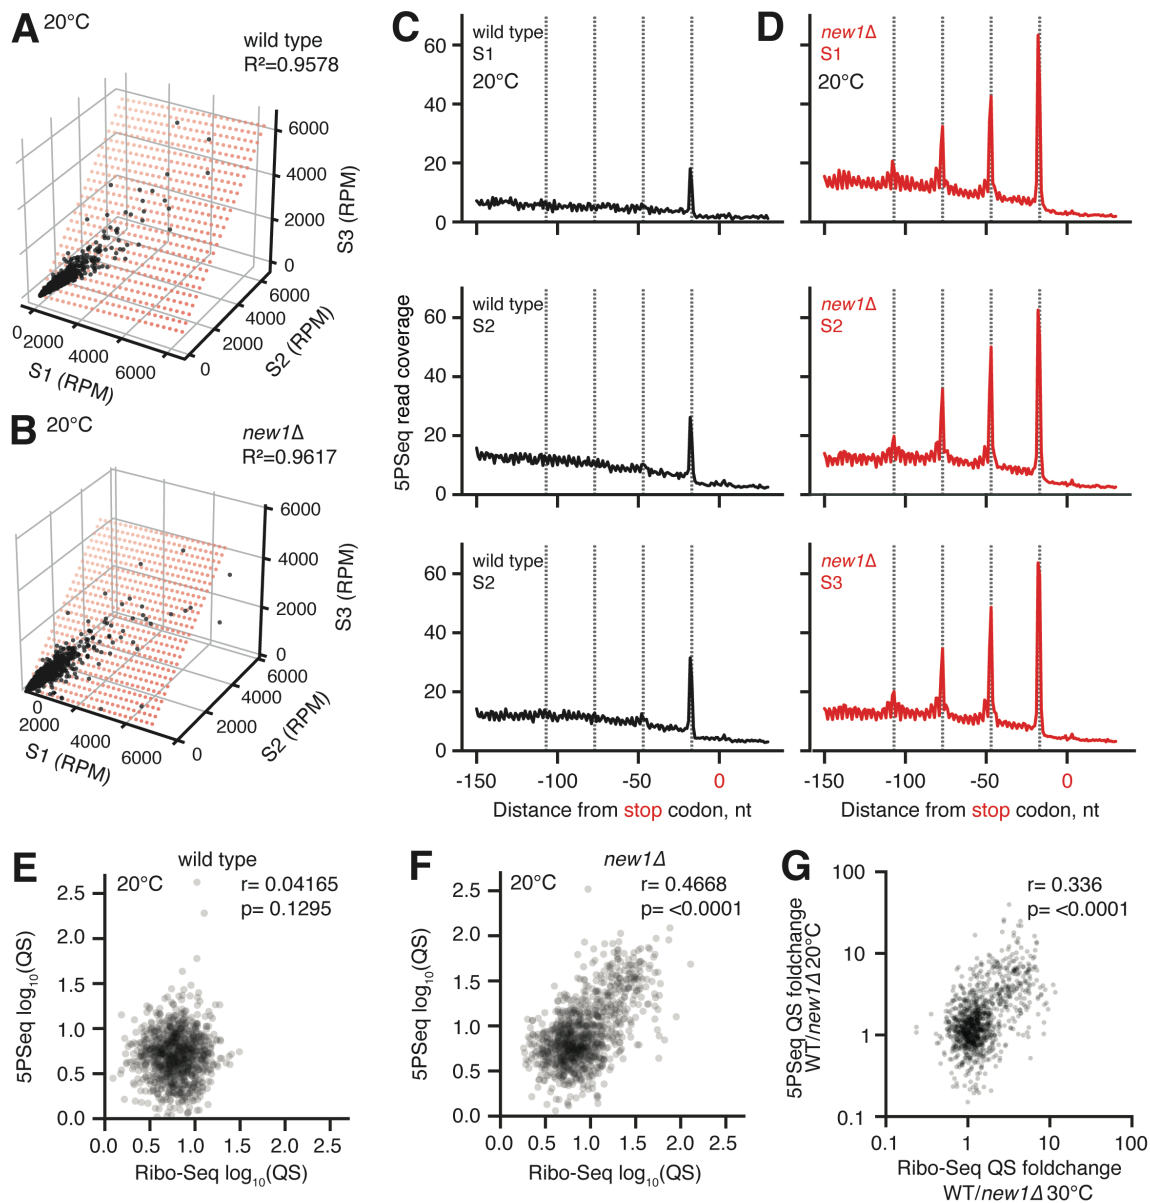 A 20°C
wild type
R²=0.9578
6000
4000
2000
0
S3 (RPM)
6000
4000
2000
0
S2 (RPM)
0
2000
4000
6000
S1 (RPM)
B 20°C
new1Δ
R²=0.9617
6000
4000
2000
0
S3 (RPM)
6000
4000
2000
0
S2 (RPM)
0
2000
4000
6000
S1 (RPM)
C
wild type
S1
20°C
60
40
20
0
wild type
S2
60
40
20
0
5PSeq read coverage
wild type
S2
60
40
20
0
-150 -100 -50 0
Distance from stop codon, nt
D
new1Δ
S1
20°C
new1Δ
S2
new1Δ
S3
-150 -100 -50 0
Distance from stop codon, nt
E
wild type
20°C
r= 0.04165
p= 0.1295
2.5
2.0
1.5
1.0
0.5
0.0
5PSeq log₁₀(QS)
0.0 0.5 1.0 1.5 2.0 2.5
Ribo-Seq log₁₀(QS)
F
new1Δ
20°C
r= 0.4668
p= <0.0001
2.5
2.0
1.5
1.0
0.5
0.0
5PSeq log₁₀(QS)
0.0 0.5 1.0 1.5 2.0 2.5
Ribo-Seq log₁₀(QS)
G
r= 0.336
p= <0.0001
100
10
1
0.1
5PSeq QS foldchange
WT/new1Δ 20°C
0.1 1 10 100
Ribo-Seq QS foldchange
WT/new1Δ 30°C